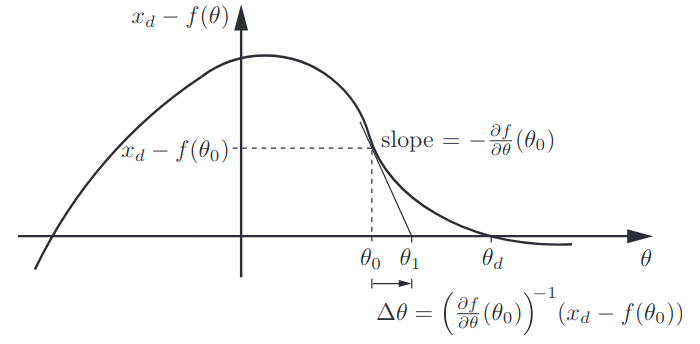 x_d − f(θ)
slope = −∂f/∂θ(θ_0)
x_d − f(θ_0)
θ_0 θ_1 θ_d θ
Δθ = (∂f/∂θ(θ_0))^{−1}(x_d − f(θ_0))